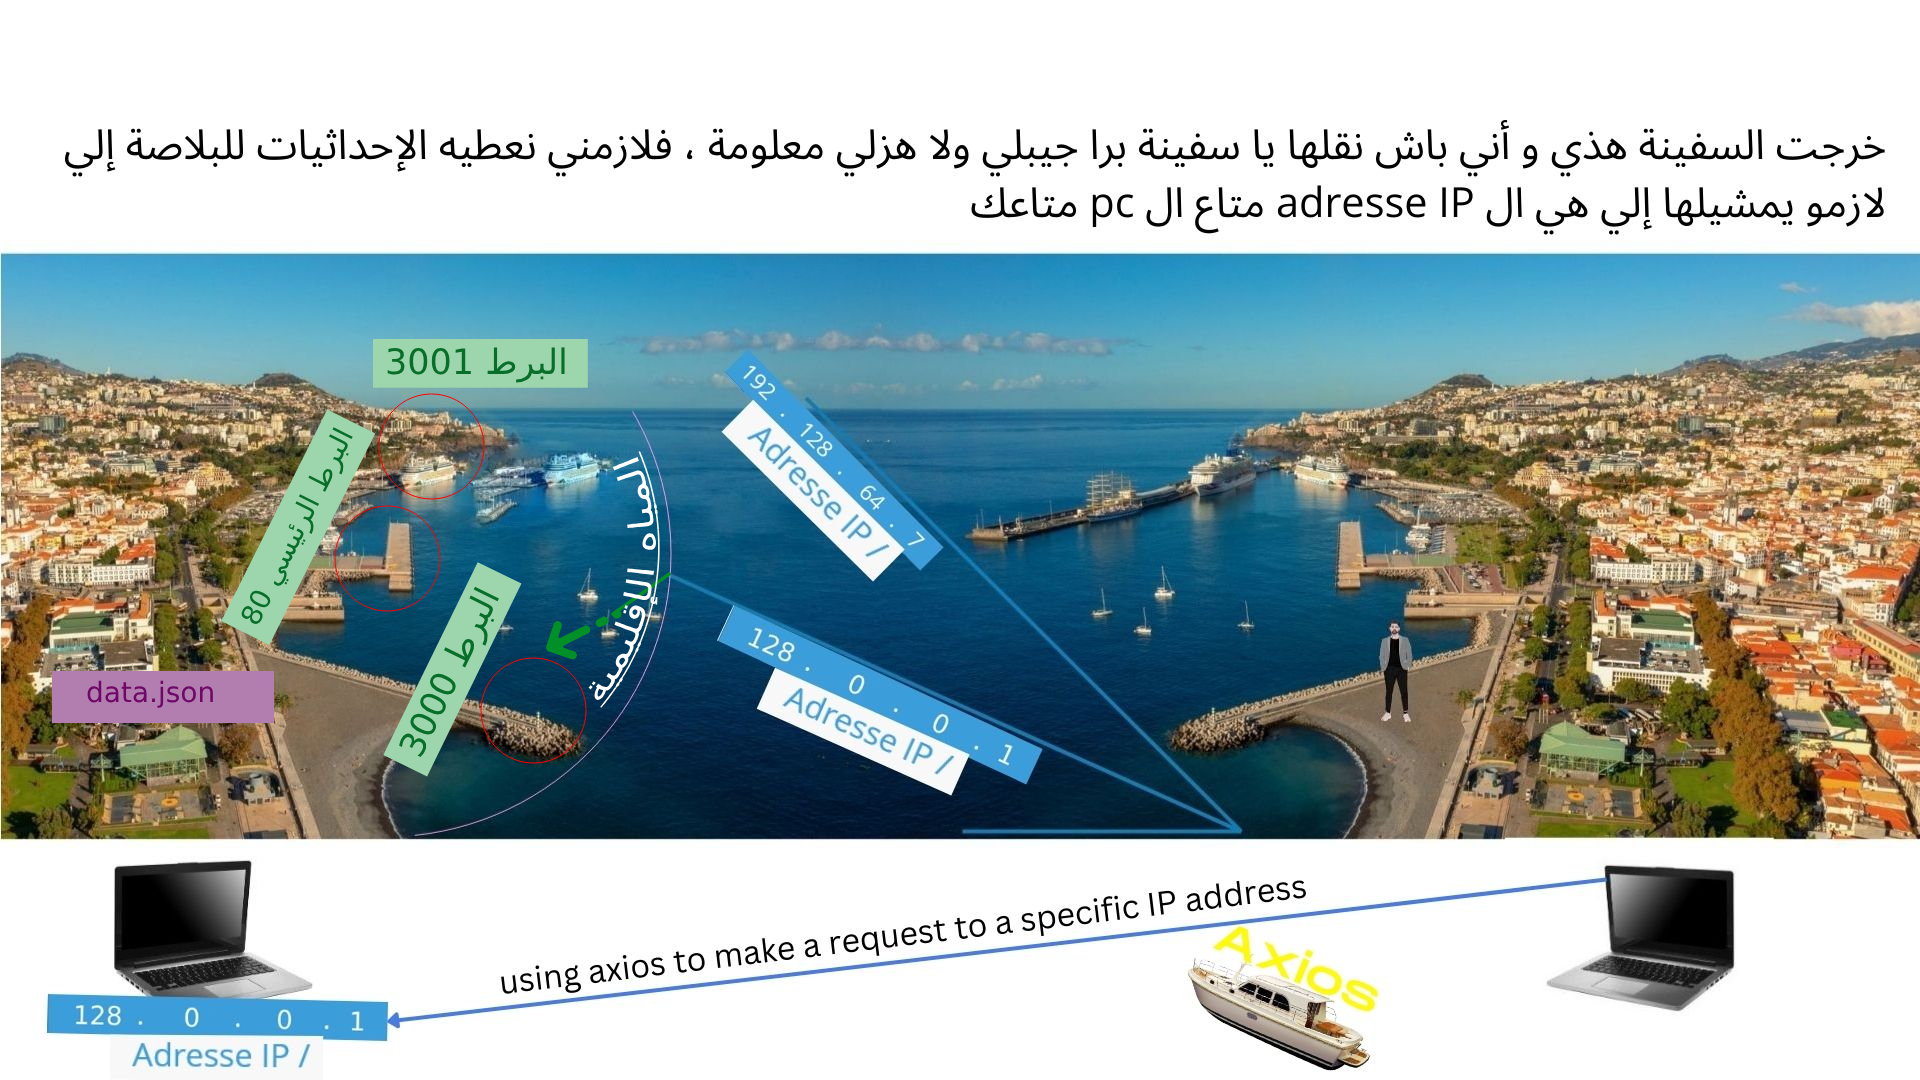 خرجت السفينة هذي و أني باش نقلها يا سفينة برا جيبلي ولا هزلي معلومة ، فلازمني نعطيه الإحداثيات للبلاصة إلي
لازمو يمشيلها إلي هي ال adresse IP متاع ال pc متاعك
البرط 3001
192 . 128 . 64 . 7
Adresse IP /
البرط الرئيسي 80
المياه الإقليمية
البرط 3000
128 . 0 . 0 . 1
Adresse IP /
data.json
using axios to make a request to a specific IP address
Axios
128 . 0 . 0 . 1
Adresse IP /